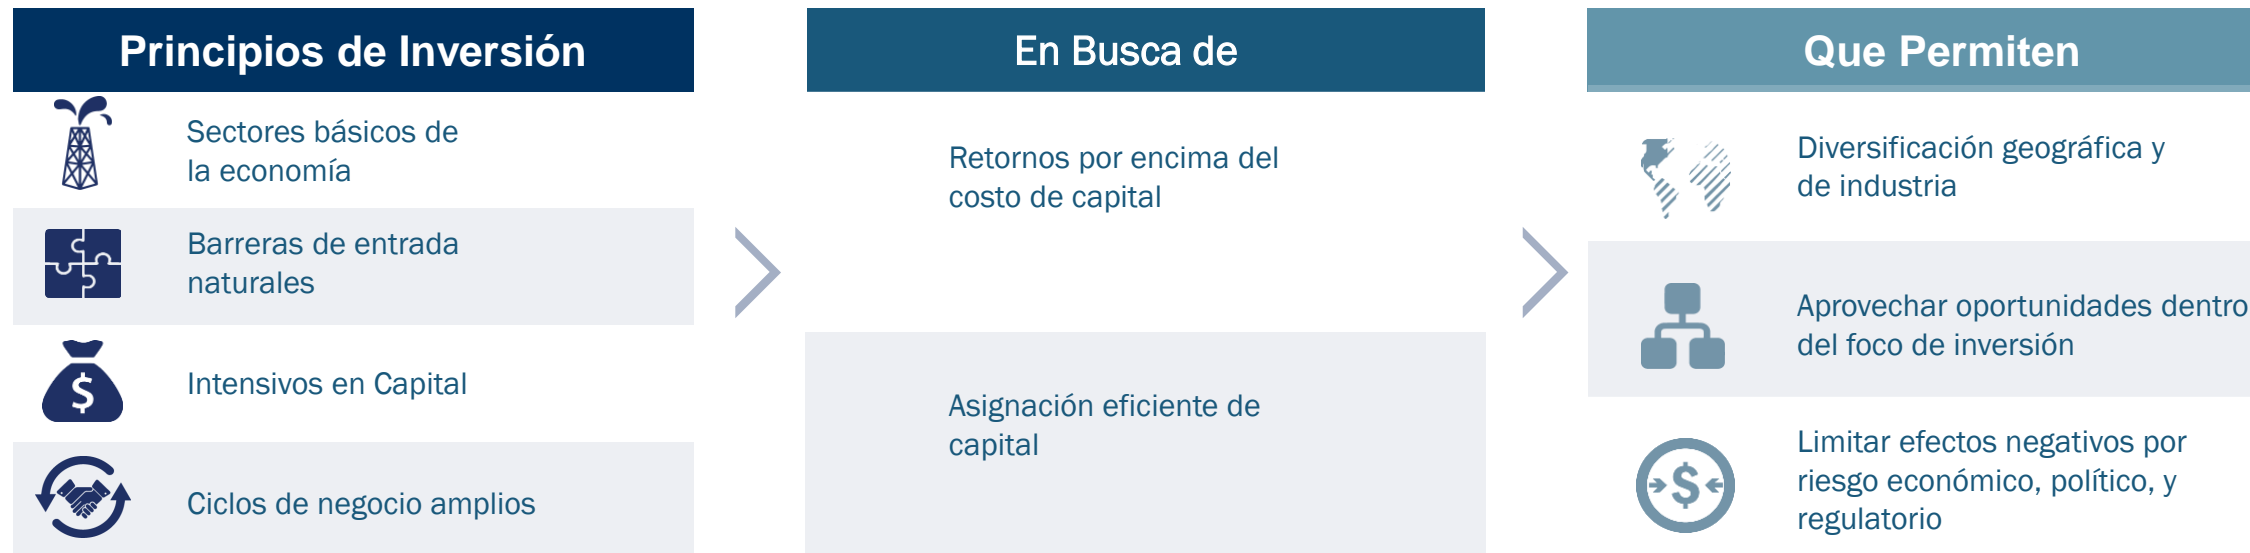 Principios de Inversión
Sectores básicos de
la economía
Barreras de entrada
naturales
$
Intensivos en Capital
Ciclos de negocio amplios
En Busca de
Retornos por encima del
costo de capital
Asignación eficiente de
capital
Que Permiten
Diversificación geográfica y
de industria
Aprovechar oportunidades dentro
del foco de inversión
$
Limitar efectos negativos por
riesgo económico, político, y
regulatorio